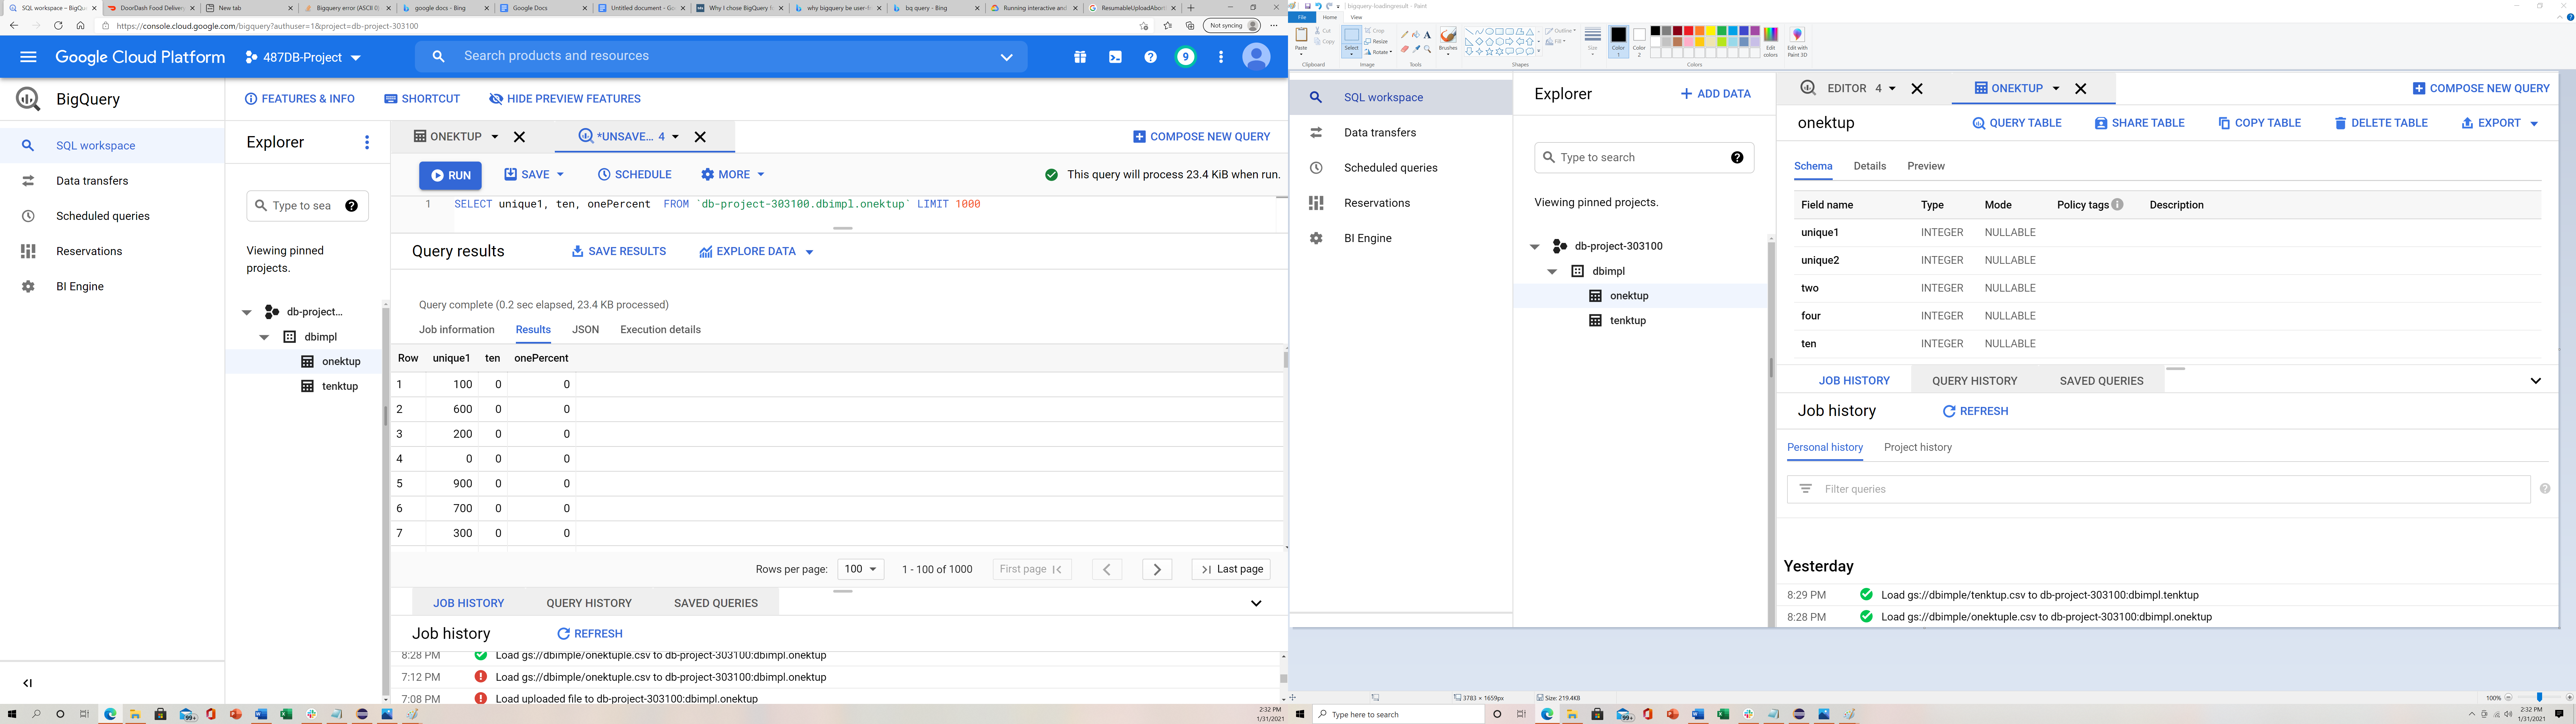 SQL workspace – BigQu
DoorDash Food Delivery
New tab
Bigquery error (ASCII 0)
google docs - Bing
Google Docs
Untitled document - Go
Why I chose BigQuery
why bigquery be user-f
bq query - Bing
Running interactive and
ResumableUploadAbort
https://console.cloud.google.com/bigquery?authuser=1&project=db-project-303100
Not syncing
Google Cloud Platform
487DB-Project
Search products and resources
9
BigQuery
FEATURES & INFO
SHORTCUT
HIDE PREVIEW FEATURES
SQL workspace
Data transfers
Scheduled queries
Reservations
BI Engine
Explorer
Type to sea
Viewing pinned
projects.
db-project...
dbimpl
onektup
tenktup
ONEKTUP
*UNSAVE... 4
COMPOSE NEW QUERY
RUN
SAVE
SCHEDULE
MORE
This query will process 23.4 KiB when run.
1 SELECT unique1, ten, onePercent FROM `db-project-303100.dbimpl.onektup` LIMIT 1000
Query results
SAVE RESULTS
EXPLORE DATA
Query complete (0.2 sec elapsed, 23.4 KB processed)
Job information Results JSON Execution details
Row unique1 ten onePercent
1 100 0 0
2 600 0 0
3 200 0 0
4 0 0 0
5 900 0 0
6 700 0 0
7 300 0 0
Rows per page: 100 1 - 100 of 1000 First page Last page
JOB HISTORY QUERY HISTORY SAVED QUERIES
Job history REFRESH
8:28 PM Load gs://dbimple/onektuple.csv to db-project-303100:dbimpl.onektup
7:12 PM Load gs://dbimple/onektuple.csv to db-project-303100:dbimpl.onektup
7:08 PM Load uploaded file to db-project-303100:dbimpl.onektup
99+
2:32 PM
1/31/2021
bigquery-loadingresult - Paint
File Home View
Paste
Cut
Copy
Clipboard
Select
Crop
Resize
Rotate
Image
A
Tools
Brushes
Outline
Fill
Shapes
Size
Color
1
Color
2
Edit
colors
Colors
Edit with
Paint 3D
SQL workspace
Data transfers
Scheduled queries
Reservations
BI Engine
Explorer
ADD DATA
Type to search
Viewing pinned projects.
db-project-303100
dbimpl
onektup
tenktup
EDITOR 4
ONEKTUP
COMPOSE NEW QUERY
onektup
QUERY TABLE
SHARE TABLE
COPY TABLE
DELETE TABLE
EXPORT
Schema Details Preview
Field name Type Mode Policy tags Description
unique1 INTEGER NULLABLE
unique2 INTEGER NULLABLE
two INTEGER NULLABLE
four INTEGER NULLABLE
ten INTEGER NULLABLE
JOB HISTORY QUERY HISTORY SAVED QUERIES
Job history REFRESH
Personal history Project history
Filter queries
Yesterday
8:29 PM Load gs://dbimple/tenktup.csv to db-project-303100:dbimpl.tenktup
8:28 PM Load gs://dbimple/onektuple.csv to db-project-303100:dbimpl.onektup
3783 × 1659px
Size: 219.4KB
100%
Type here to search
99+
2:32 PM
1/31/2021